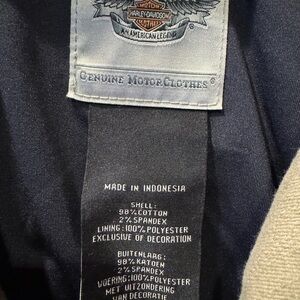 MOTOR
HARLEY-DAVIDSON
CYCLES
AN AMERICAN LEGEND
GENUINE MOTORCLOTHES®
MADE IN INDONESIA
SHELL:
98%COTTON
2%SPANDEX
LINING:100%POLYESTER
EXCLUSIVE OF DECORATION
BUITENLAAG:
98%KATOEN
2%SPANDEX
VOERING:100%POLYESTER
MET UITZONDERING
VAN DECORATIE